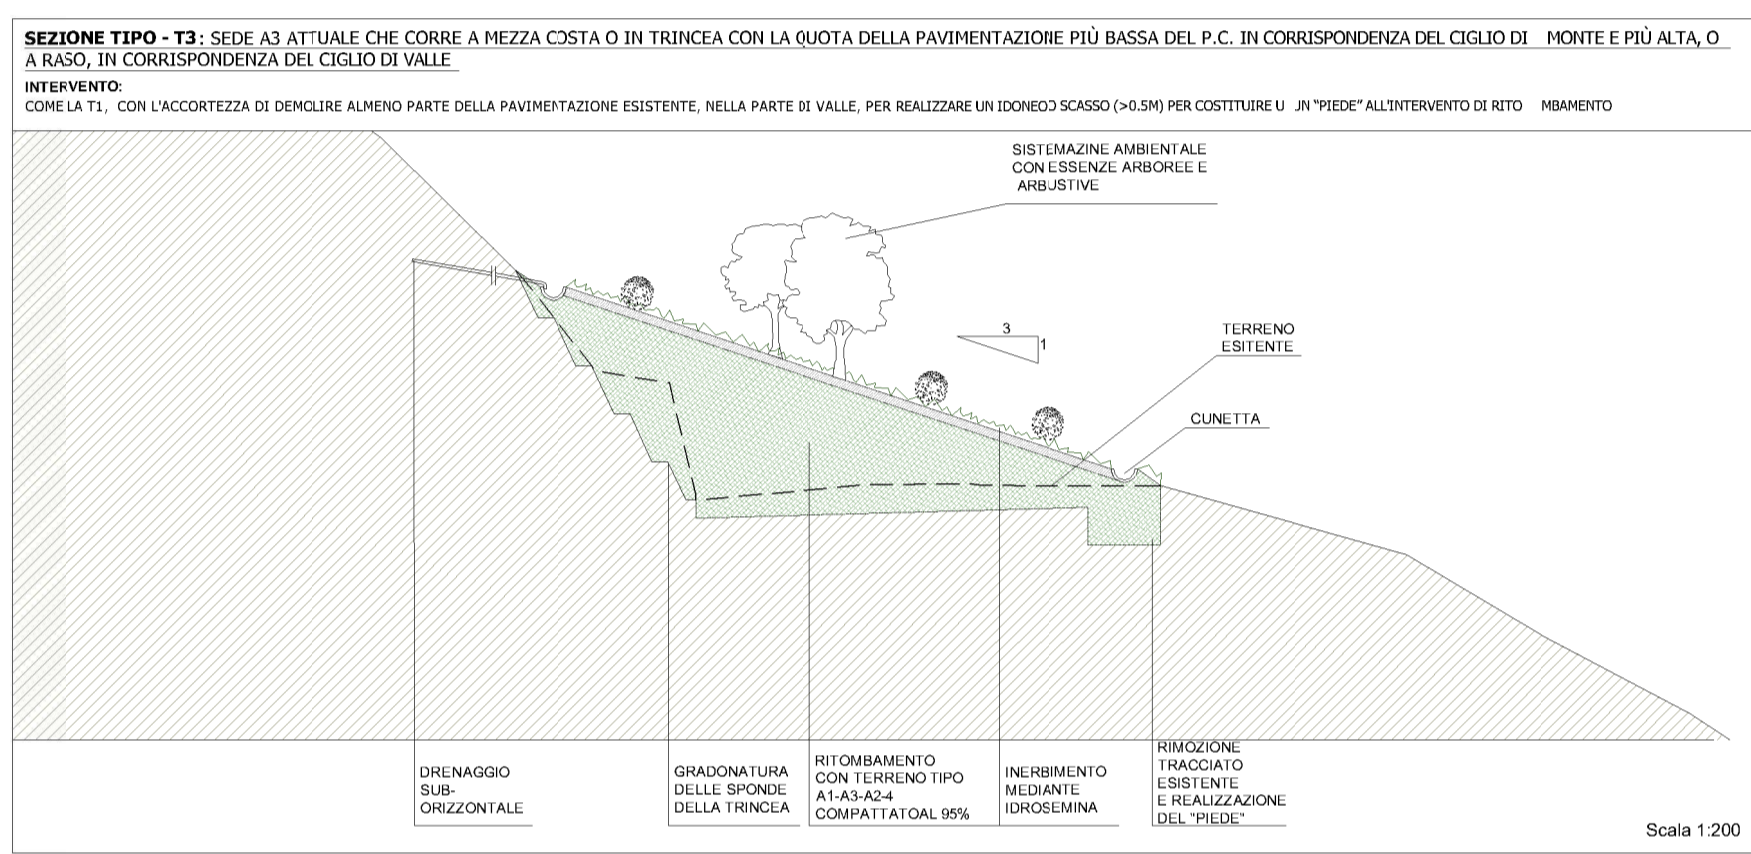 SEZIONE TIPO - T3: SEDE A3 ATTUALE CHE CORRE A MEZZA COSTA O IN TRINCEA CON LA QUOTA DELLA PAVIMENTAZIONE PIÙ BASSA DEL P.C. IN CORRISPONDENZA DEL CIGLIO DI MONTE E PIÙ ALTA, O
A RASO, IN CORRISPONDENZA DEL CIGLIO DI VALLE
INTERVENTO:
COME LA T1, CON L'ACCORTEZZA DI DEMOLIRE ALMENO PARTE DELLA PAVIMENTAZIONE ESISTENTE, NELLA PARTE DI VALLE, PER REALIZZARE UN IDONEOO SCASSO (>0.5M) PER COSTITUIRE U UN "PIEDE" ALL'INTERVENTO DI RITO MBAMENTO
SISTEMAZINE AMBIENTALE
CON ESSENZE ARBOREE E
ARBUSTIVE
3
1
TERRENO
ESITENTE
CUNETTA
DRENAGGIO
SUB-
ORIZZONTALE
GRADONATURA
DELLE SPONDE
DELLA TRINCEA
RITOMBAMENTO
CON TERRENO TIPO
A1-A3-A2-4
COMPATTATOAL 95%
INERBIMENTO
MEDIANTE
IDROSEMINA
RIMOZIONE
TRACCIATO
ESISTENTE
E REALIZZAZIONE
DEL "PIEDE"
Scala 1:200